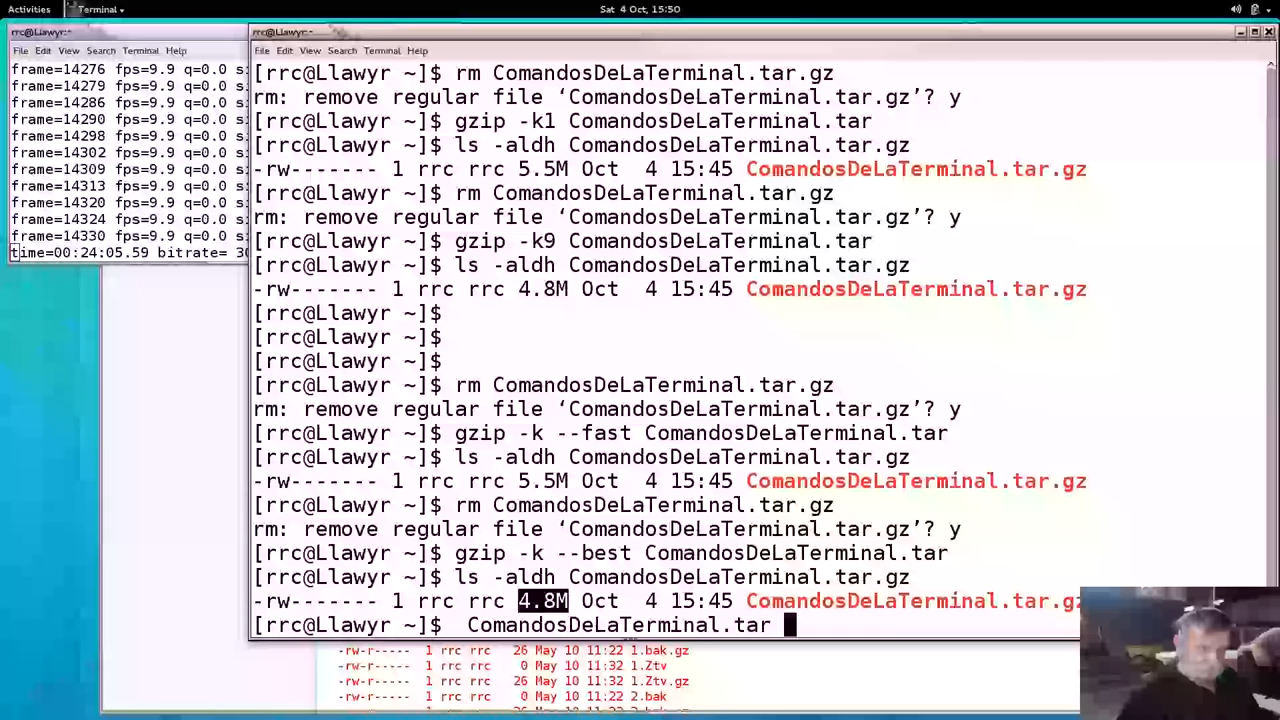 Activities Terminal Sat 4 Oct, 15:50
rrc@Llawyr:~
File Edit View Search Terminal Help
frame=14276 fps=9.9 q=0.0 s
frame=14279 fps=9.9 q=0.0 s
frame=14286 fps=9.9 q=0.0 s
frame=14290 fps=9.9 q=0.0 s
frame=14298 fps=9.9 q=0.0 s
frame=14302 fps=9.9 q=0.0 s
frame=14309 fps=9.9 q=0.0 s
frame=14313 fps=9.9 q=0.0 s
frame=14320 fps=9.9 q=0.0 s
frame=14324 fps=9.9 q=0.0 s
frame=14330 fps=9.9 q=0.0 s
time=00:24:05.59 bitrate= 30
rrc@Llawyr:~
File Edit View Search Terminal Help
[rrc@Llawyr ~]$ rm ComandosDeLaTerminal.tar.gz
rm: remove regular file ‘ComandosDeLaTerminal.tar.gz’? y
[rrc@Llawyr ~]$ gzip -k1 ComandosDeLaTerminal.tar
[rrc@Llawyr ~]$ ls -aldh ComandosDeLaTerminal.tar.gz
-rw------- 1 rrc rrc 5.5M Oct  4 15:45 ComandosDeLaTerminal.tar.gz
[rrc@Llawyr ~]$ rm ComandosDeLaTerminal.tar.gz
rm: remove regular file ‘ComandosDeLaTerminal.tar.gz’? y
[rrc@Llawyr ~]$ gzip -k9 ComandosDeLaTerminal.tar
[rrc@Llawyr ~]$ ls -aldh ComandosDeLaTerminal.tar.gz
-rw------- 1 rrc rrc 4.8M Oct  4 15:45 ComandosDeLaTerminal.tar.gz
[rrc@Llawyr ~]$
[rrc@Llawyr ~]$
[rrc@Llawyr ~]$
[rrc@Llawyr ~]$ rm ComandosDeLaTerminal.tar.gz
rm: remove regular file ‘ComandosDeLaTerminal.tar.gz’? y
[rrc@Llawyr ~]$ gzip -k --fast ComandosDeLaTerminal.tar
[rrc@Llawyr ~]$ ls -aldh ComandosDeLaTerminal.tar.gz
-rw------- 1 rrc rrc 5.5M Oct  4 15:45 ComandosDeLaTerminal.tar.gz
[rrc@Llawyr ~]$ rm ComandosDeLaTerminal.tar.gz
rm: remove regular file ‘ComandosDeLaTerminal.tar.gz’? y
[rrc@Llawyr ~]$ gzip -k --best ComandosDeLaTerminal.tar
[rrc@Llawyr ~]$ ls -aldh ComandosDeLaTerminal.tar.gz
-rw------- 1 rrc rrc 4.8M Oct  4 15:45 ComandosDeLaTerminal.tar.gz
[rrc@Llawyr ~]$  ComandosDeLaTerminal.tar
-rw-r----- 1 rrc rrc 26 May 10 11:22 1.bak.gz
-rw-r----- 1 rrc rrc 0 May 10 11:32 1.Ztv
-rw-r----- 1 rrc rrc 26 May 10 11:32 1.Ztv.gz
-rw-r----- 1 rrc rrc 0 May 10 11:22 2.bak